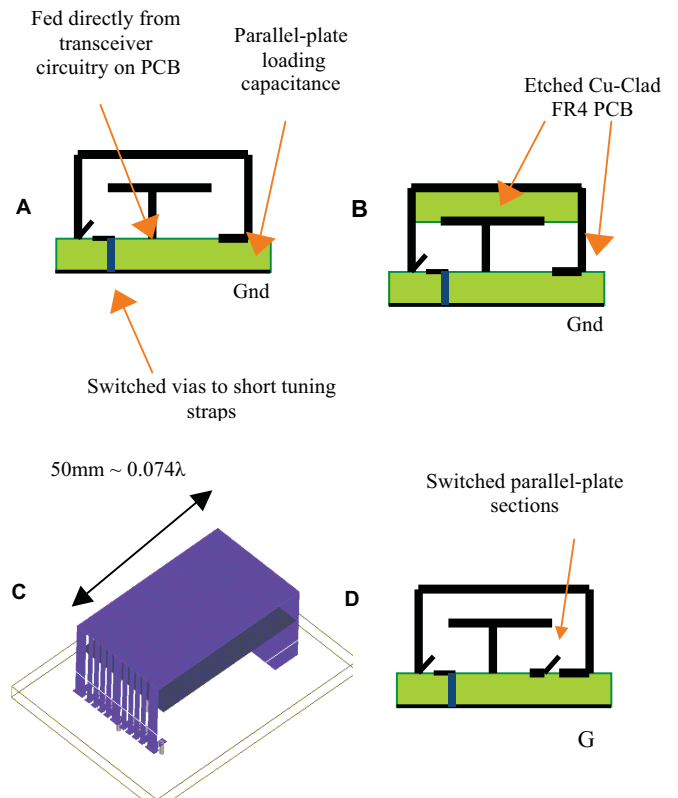 Fed directly from
transceiver
circuitry on PCB
Parallel-plate
loading
capacitance
Etched Cu-Clad
FR4 PCB
A
B
Gnd
Gnd
Switched vias to short tuning
straps
50mm ~ 0.074λ
Switched parallel-plate
sections
C
D
G